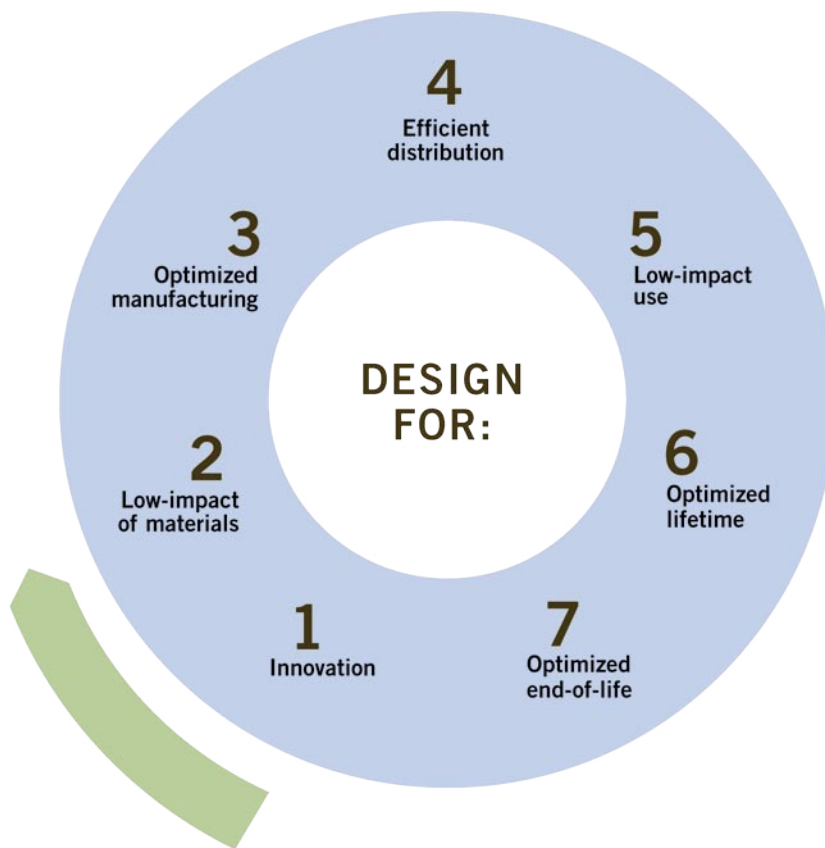 DESIGN
FOR:
1
Innovation
2
Low-impact
of materials
3
Optimized
manufacturing
4
Efficient
distribution
5
Low-impact
use
6
Optimized
lifetime
7
Optimized
end-of-life